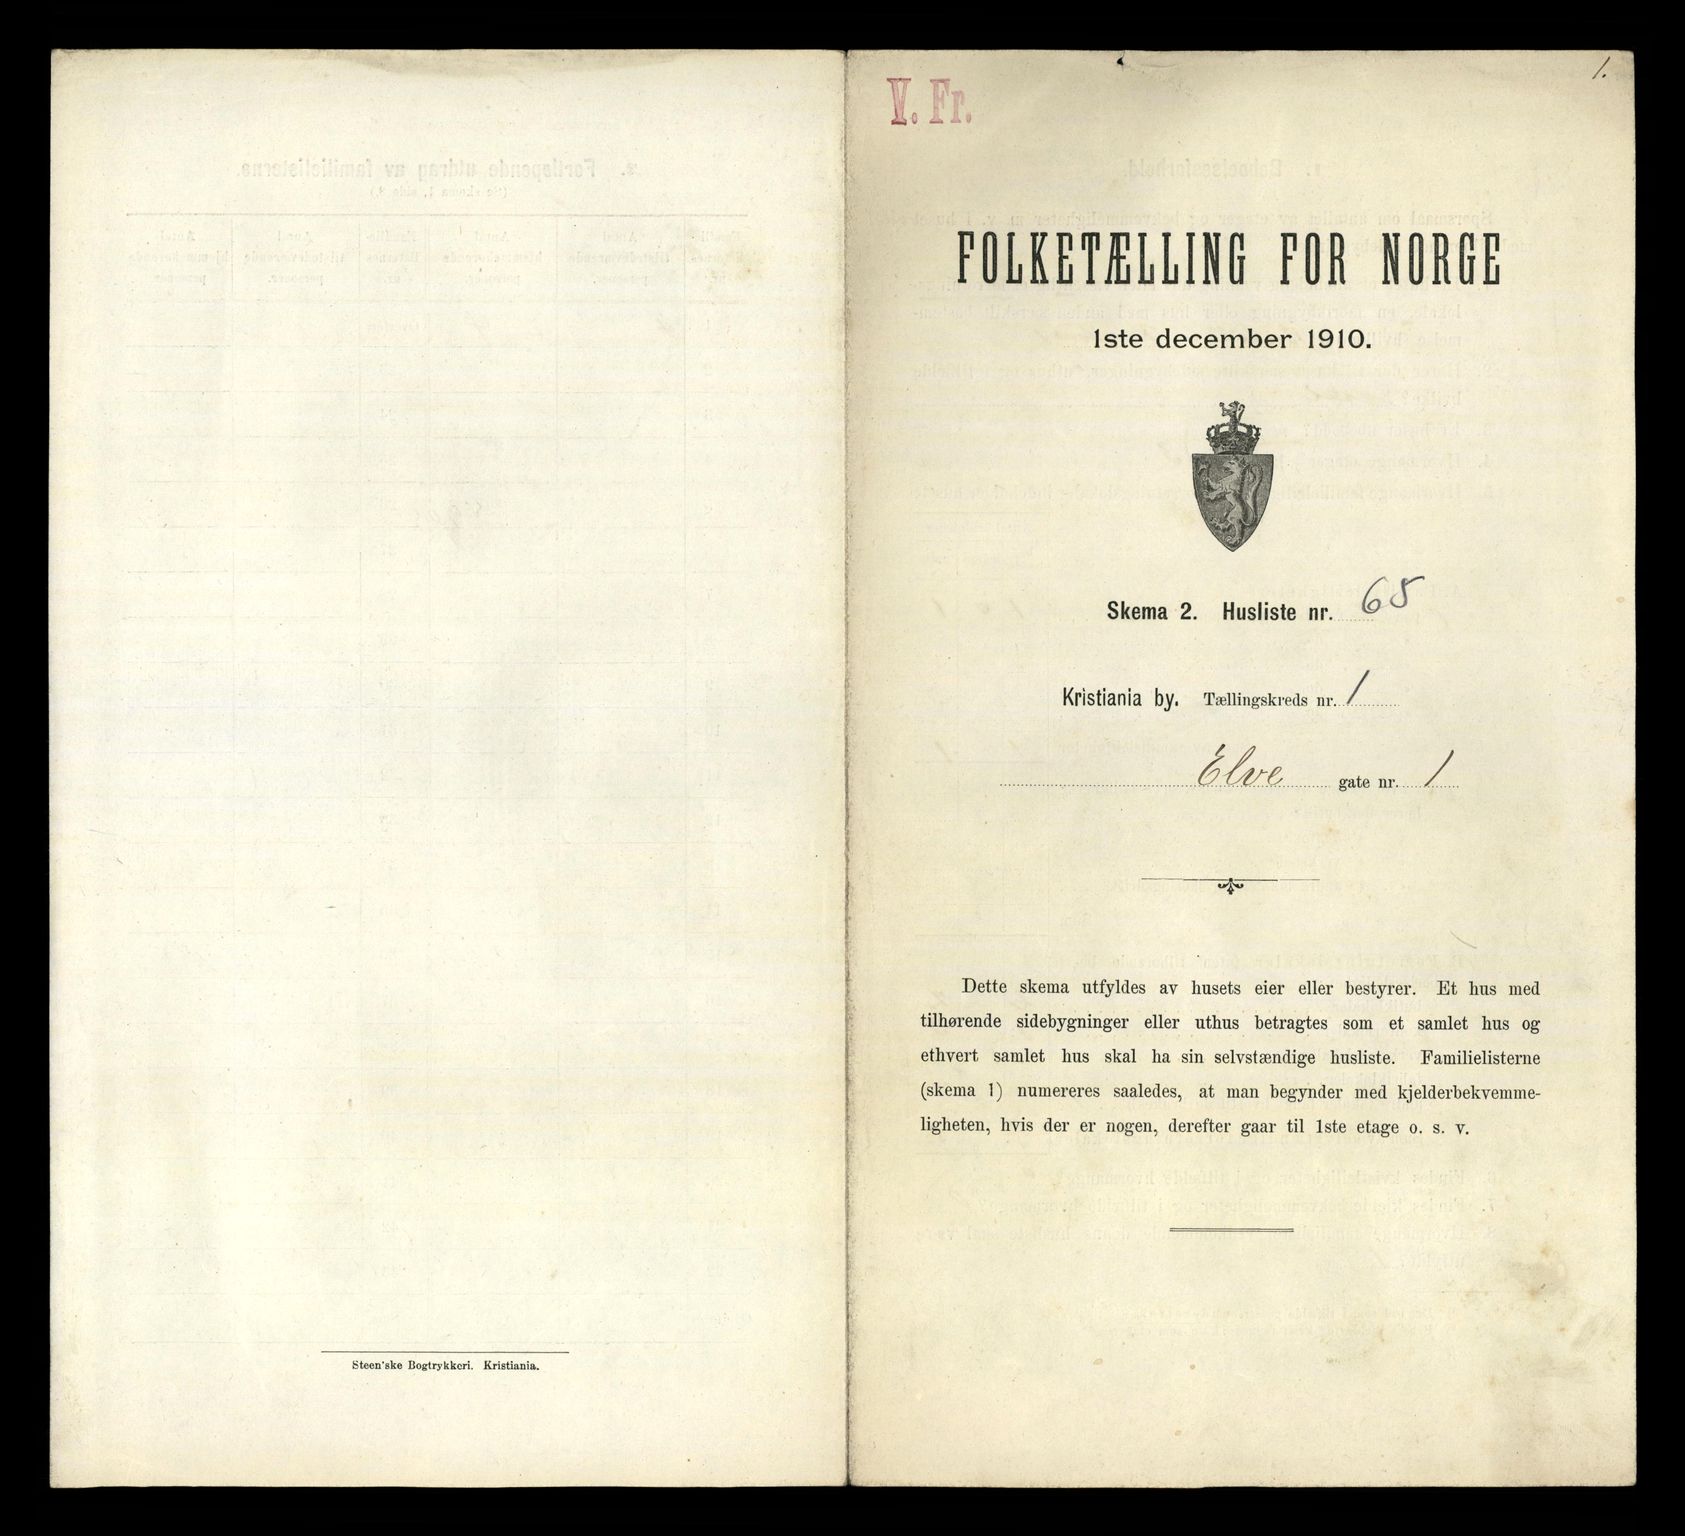 Steen'ske Bogtrykkeri. Kristiania.
1.
V. Fr.
FOLKETÆLLING FOR NORGE
1ste december 1910.
Skema 2. Husliste nr. 65
Kristiania by. Tællingskreds nr. 1
Elve gate nr. 1
Dette skema utfyldes av husets eier eller bestyrer. Et hus med
tilhørende sidebygninger eller uthus betragtes som et samlet hus og
ethvert samlet hus skal ha sin selvstændige husliste. Familielisterne
(skema 1) numereres saaledes, at man begynder med kjelderbekvemme-
ligheten, hvis der er nogen, derefter gaar til 1ste etage o. s. v.